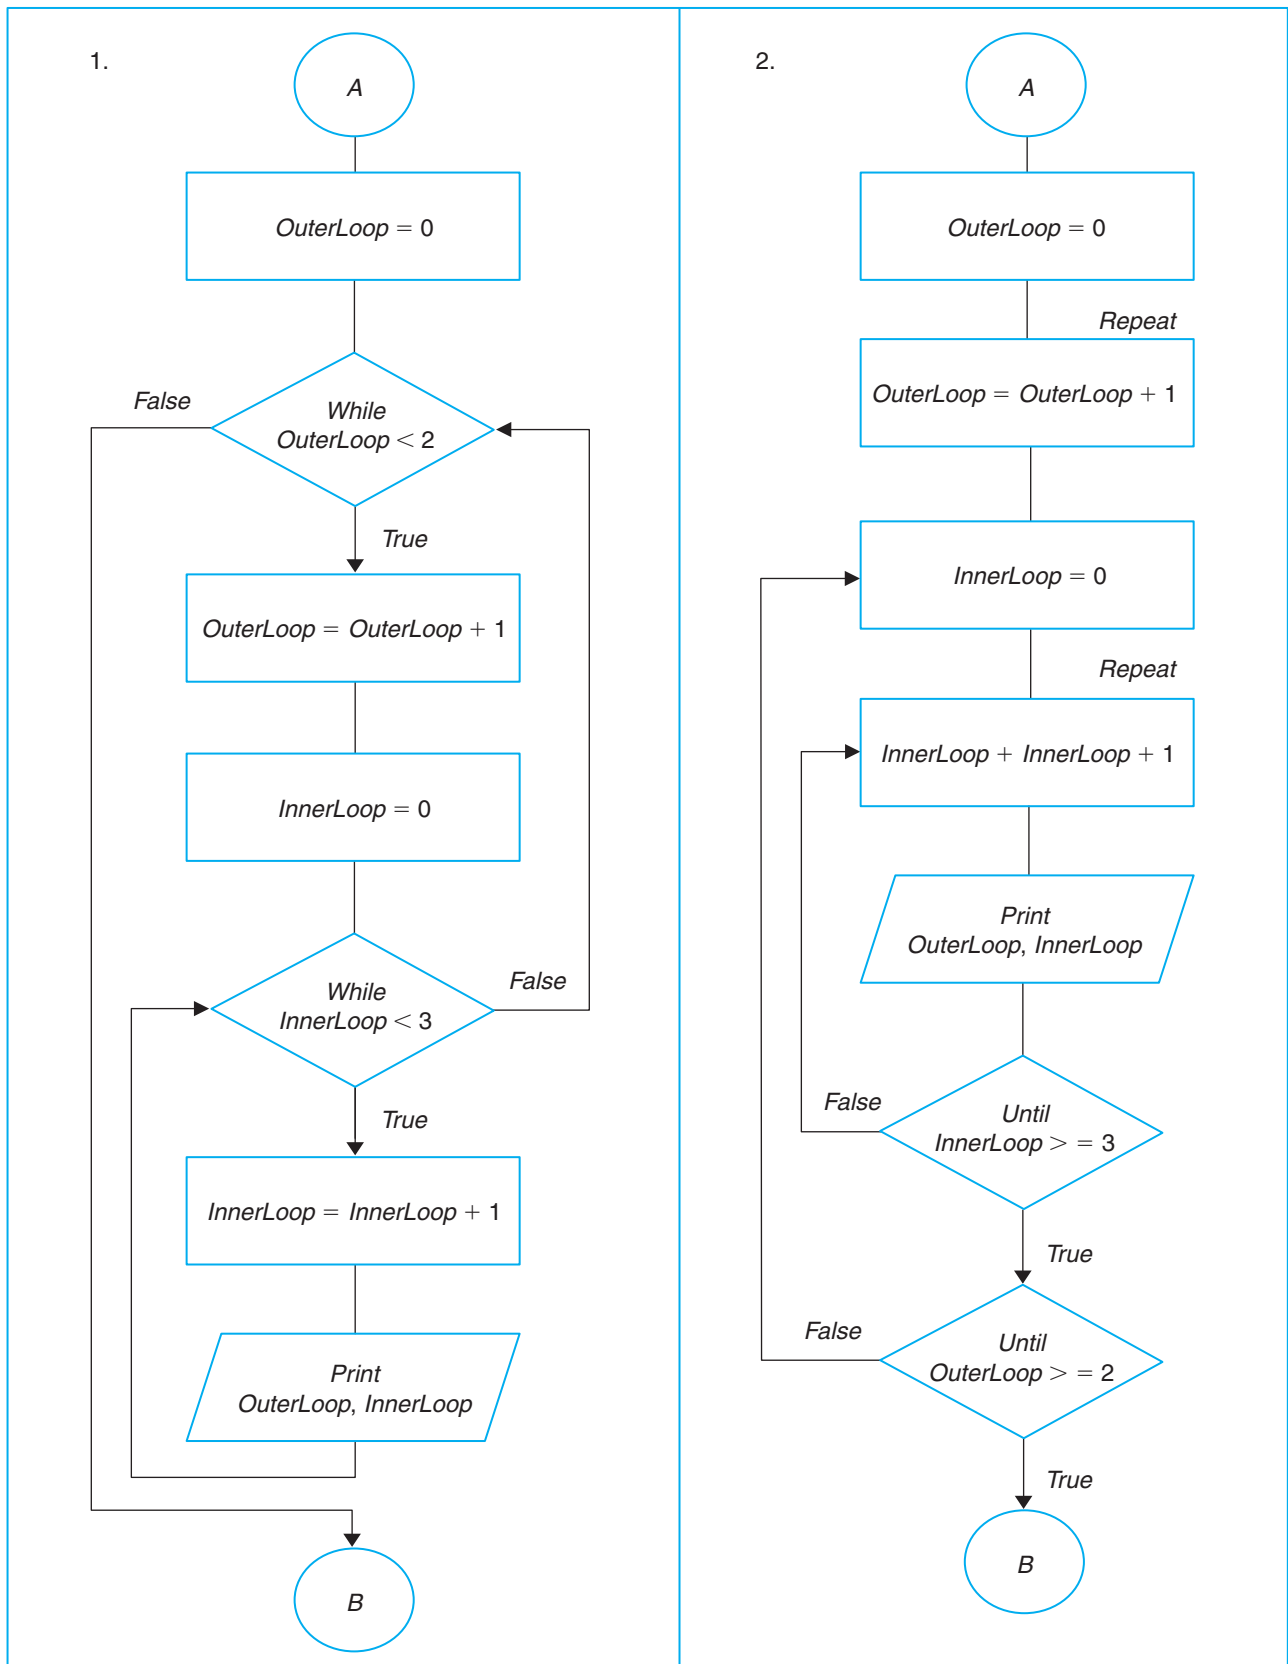 1.
A
OuterLoop = 0
False
While
OuterLoop < 2
True
OuterLoop = OuterLoop + 1
InnerLoop = 0
While
InnerLoop < 3
False
True
InnerLoop = InnerLoop + 1
Print
OuterLoop, InnerLoop
B
2.
A
OuterLoop = 0
Repeat
OuterLoop = OuterLoop + 1
InnerLoop = 0
Repeat
InnerLoop + InnerLoop + 1
Print
OuterLoop, InnerLoop
False
Until
InnerLoop > = 3
True
False
Until
OuterLoop > = 2
True
B